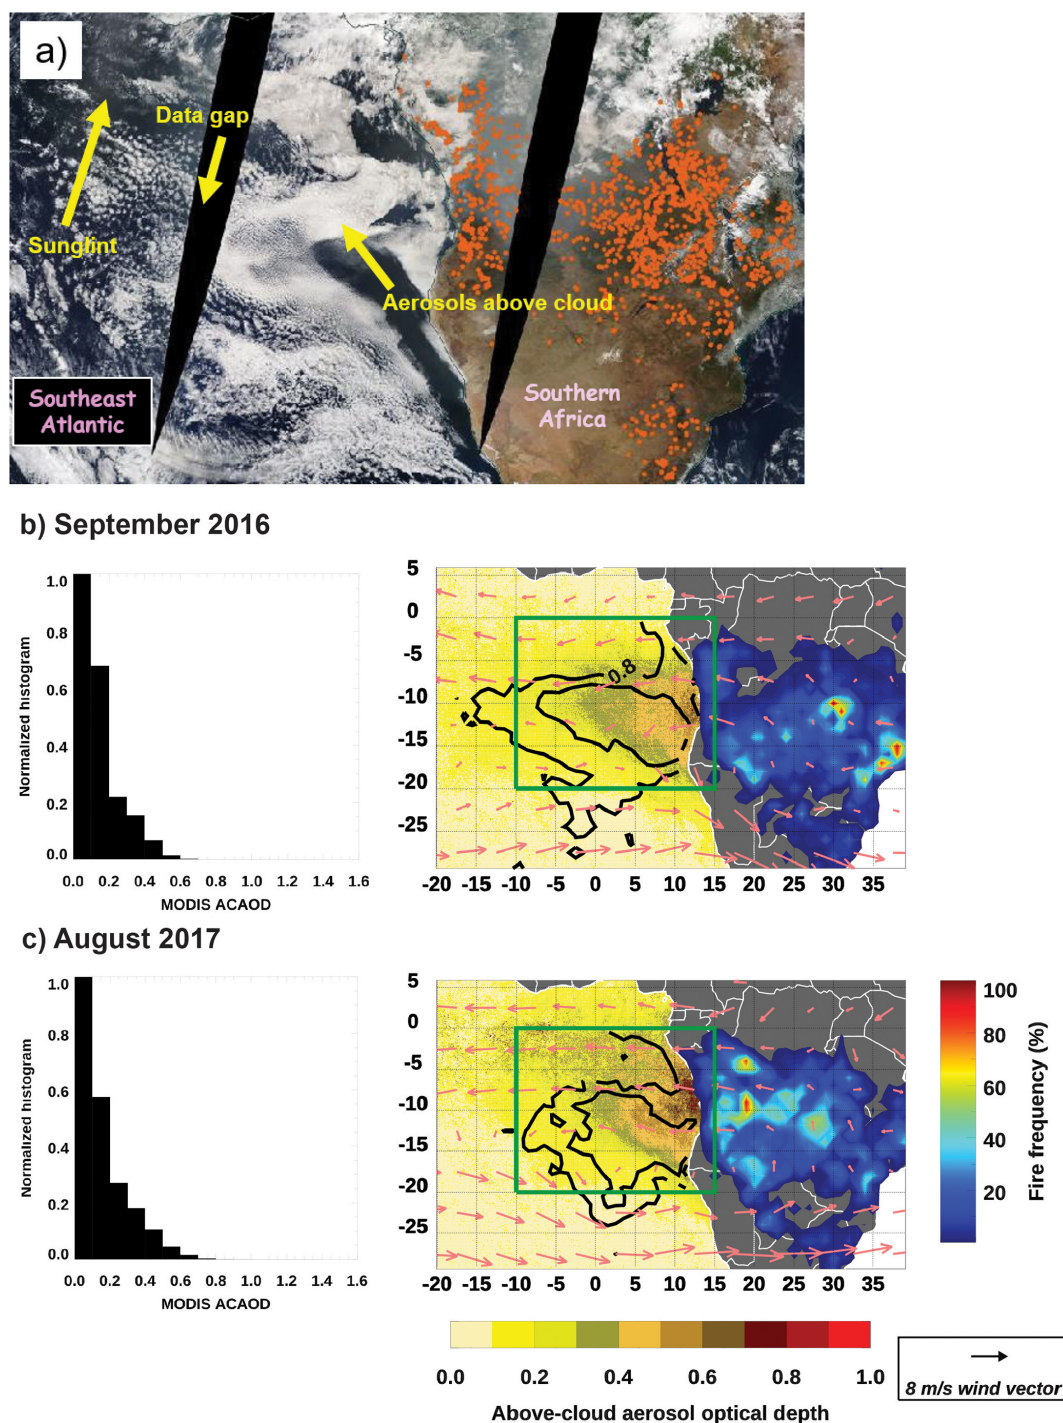 a)
Data gap
Sunglint
Aerosols above cloud
Southeast
Atlantic
Southern
Africa
b) September 2016
Normalized histogram
1.0
0.8
0.6
0.4
0.2
0.0
0.0 0.2 0.4 0.6 0.8 1.0 1.2 1.4 1.6
MODIS ACAOD
5
0
-5
-10
-15
-20
-25
0.8
-20 -15 -10 -5 0 5 10 15 20 25 30 35
c) August 2017
Normalized histogram
1.0
0.8
0.6
0.4
0.2
0.0
0.0 0.2 0.4 0.6 0.8 1.0 1.2 1.4 1.6
MODIS ACAOD
5
0
-5
-10
-15
-20
-25
-20 -15 -10 -5 0 5 10 15 20 25 30 35
100
80
60
40
20
Fire frequency (%)
0.0 0.2 0.4 0.6 0.8 1.0
Above-cloud aerosol optical depth
8 m/s wind vector